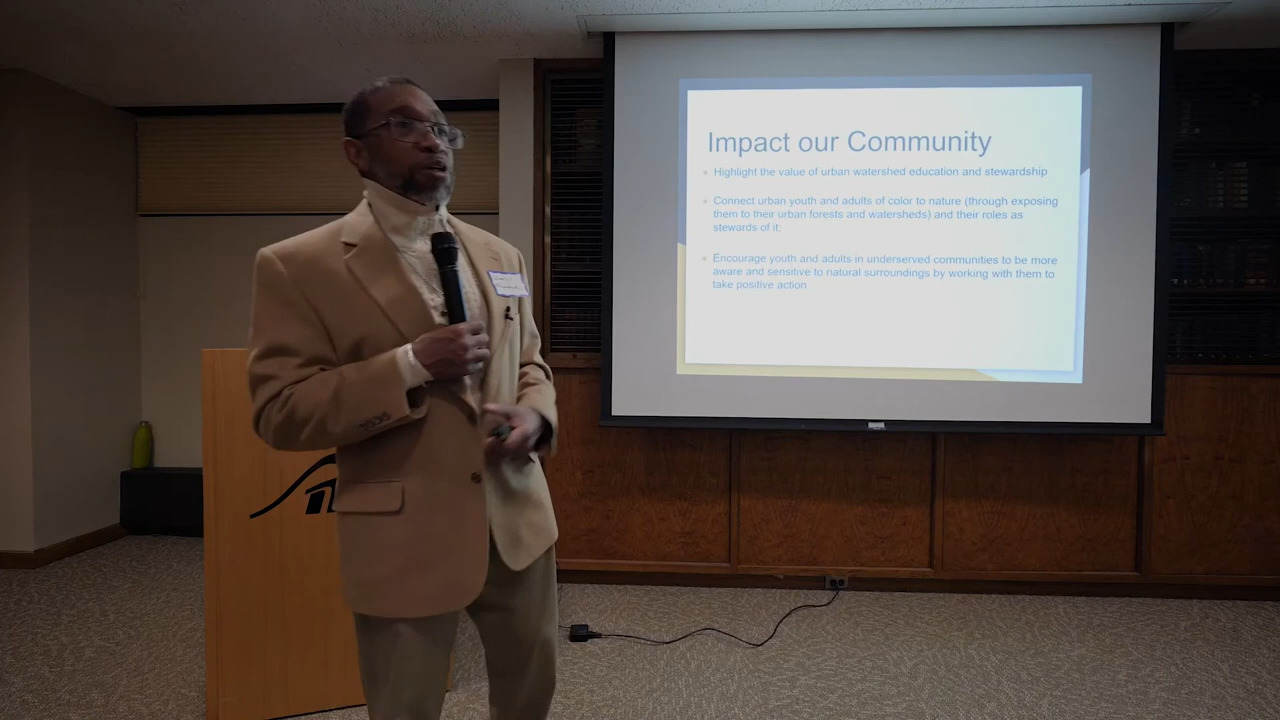 Impact our Community
Highlight the value of urban watershed education and stewardship
Connect urban youth and adults of color to nature (through exposing
them to their urban forests and watersheds) and their roles as
stewards of it;
Encourage youth and adults in underserved communities to be more
aware and sensitive to natural surroundings by working with them to
take positive action